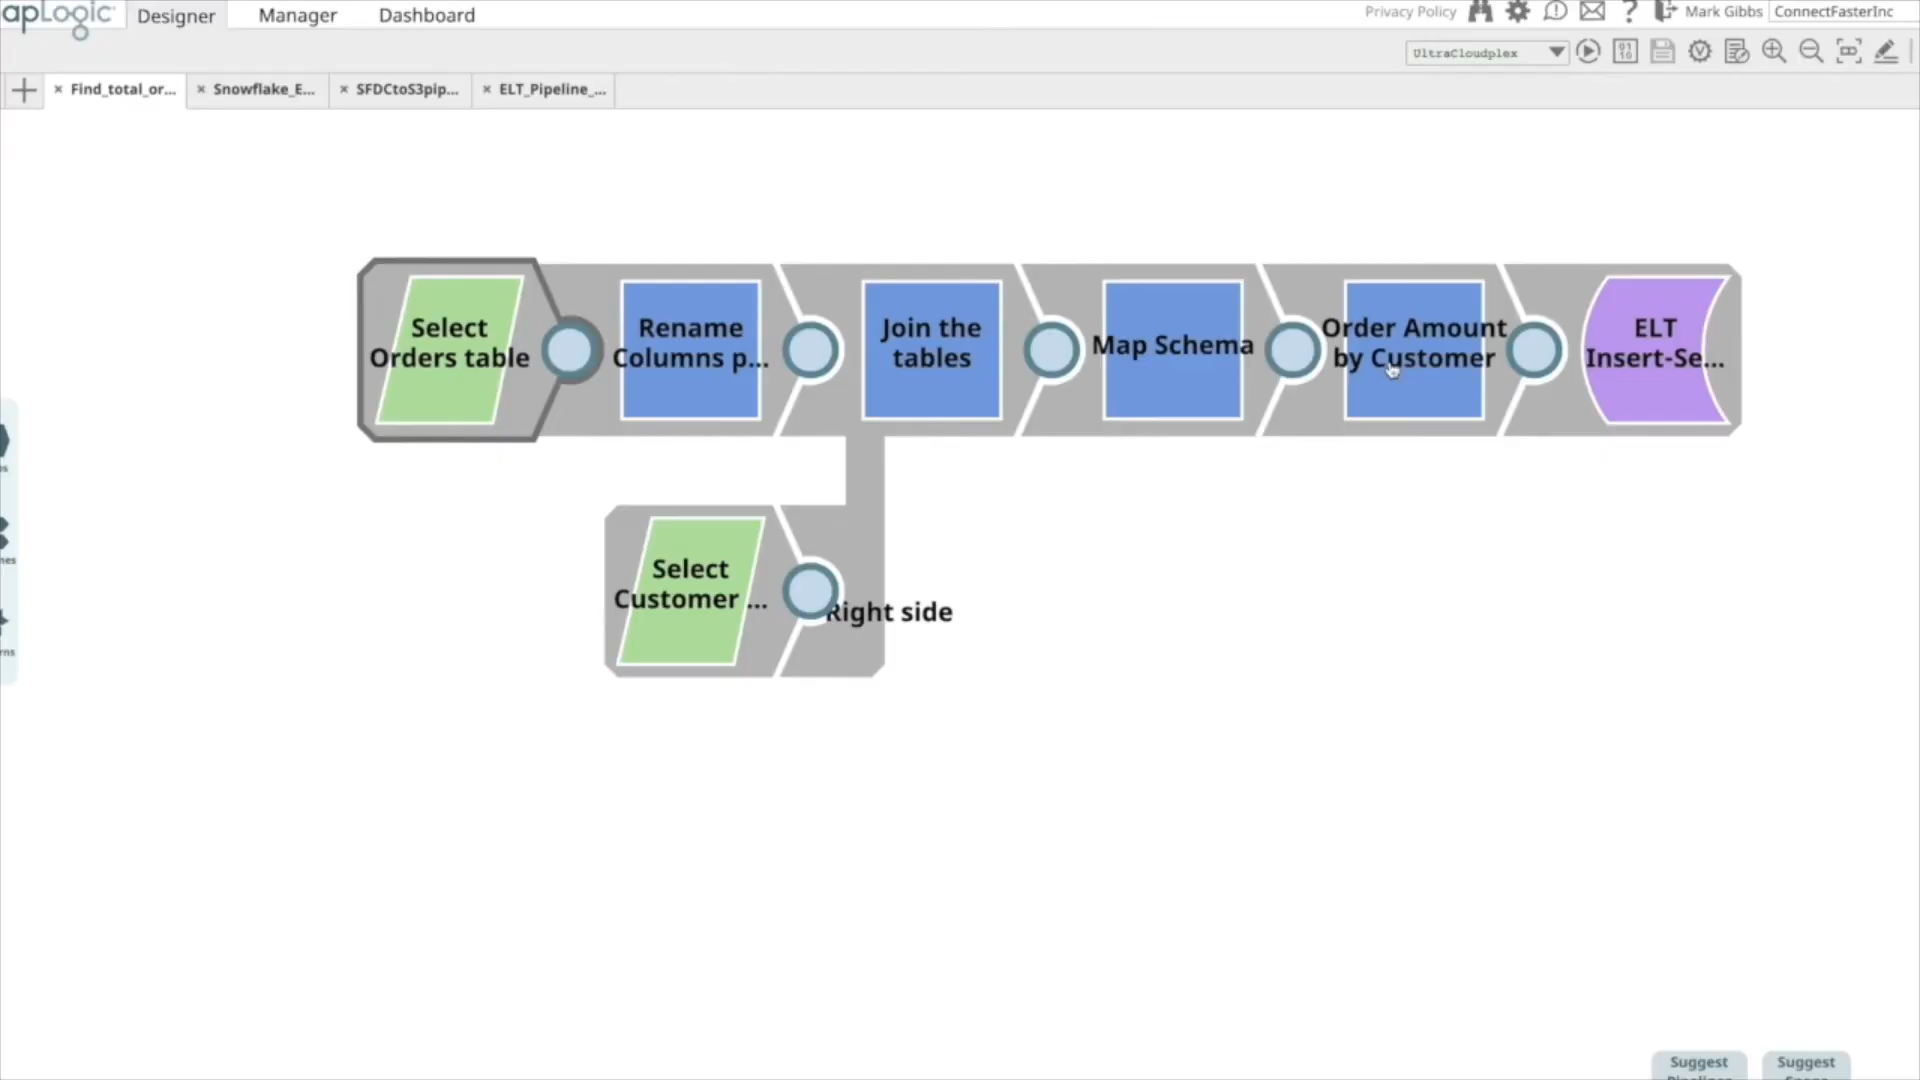 apLogic
Designer
Manager
Dashboard
Privacy Policy
Mark Gibbs
ConnectFasterInc
UltraCloudplex
Find_total_or...
Snowflake_E...
SFDCtoS3pip...
ELT_Pipeline_...
Select
Orders table
Rename
Columns p...
Join the
tables
Map Schema
Order Amount
by Customer
ELT
Insert-Se...
Select
Customer ...
Right side
Suggest
Suggest